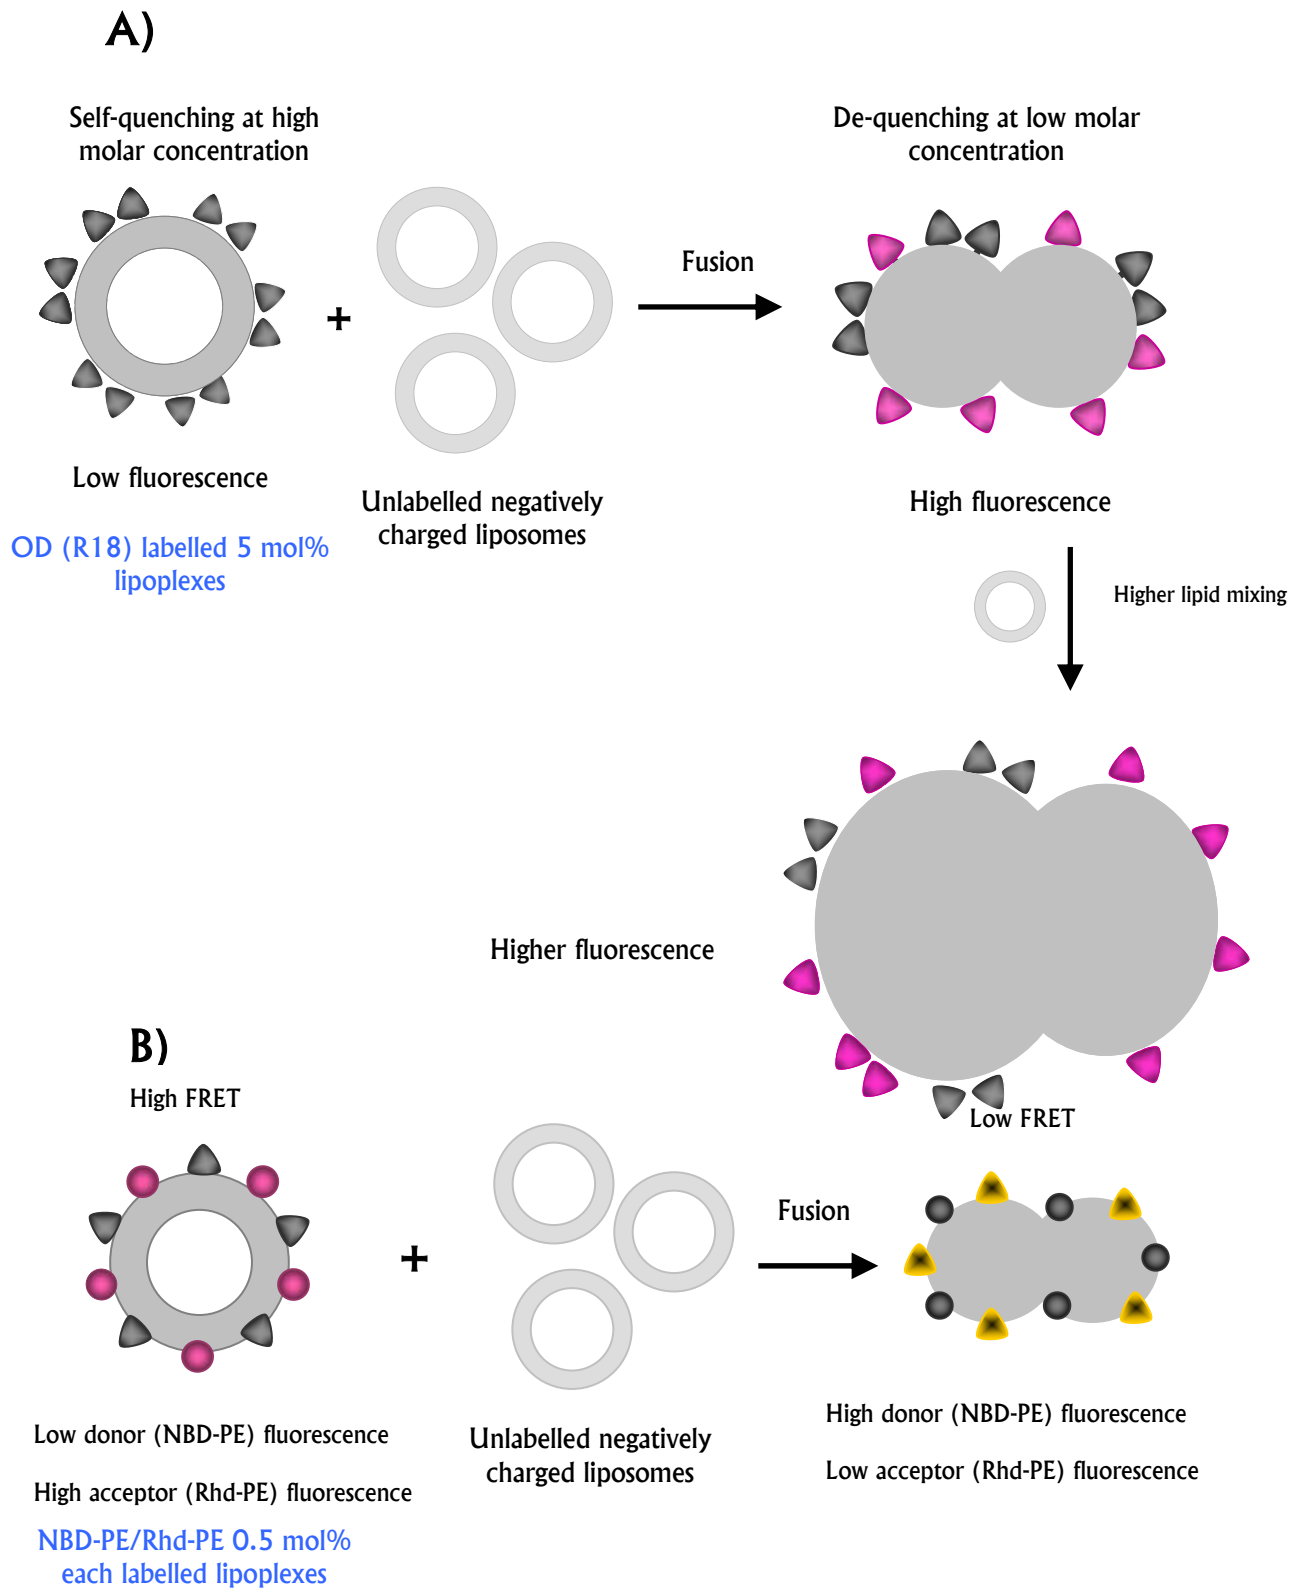 A)
Self-quenching at high
molar concentration
De-quenching at low molar
concentration
Fusion
+
Low fluorescence
Unlabelled negatively
charged liposomes
High fluorescence
OD (R18) labelled 5 mol%
lipoplexes
Higher lipid mixing
Higher fluorescence
B)
High FRET
Low FRET
Fusion
+
Low donor (NBD-PE) fluorescence
High acceptor (Rhd-PE) fluorescence
NBD-PE/Rhd-PE 0.5 mol%
each labelled lipoplexes
Unlabelled negatively
charged liposomes
High donor (NBD-PE) fluorescence
Low acceptor (Rhd-PE) fluorescence